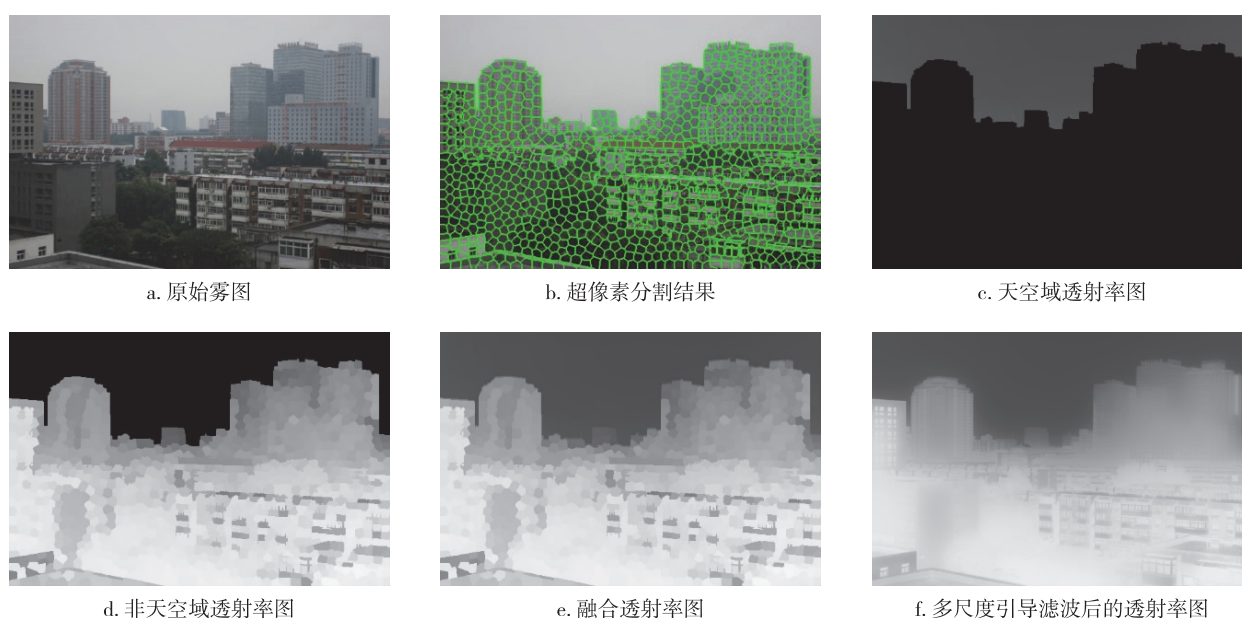 a. 原始雾图
b. 超像素分割结果
c. 天空域透射率图
d. 非天空域透射率图
e. 融合透射率图
f. 多尺度引导滤波后的透射率图